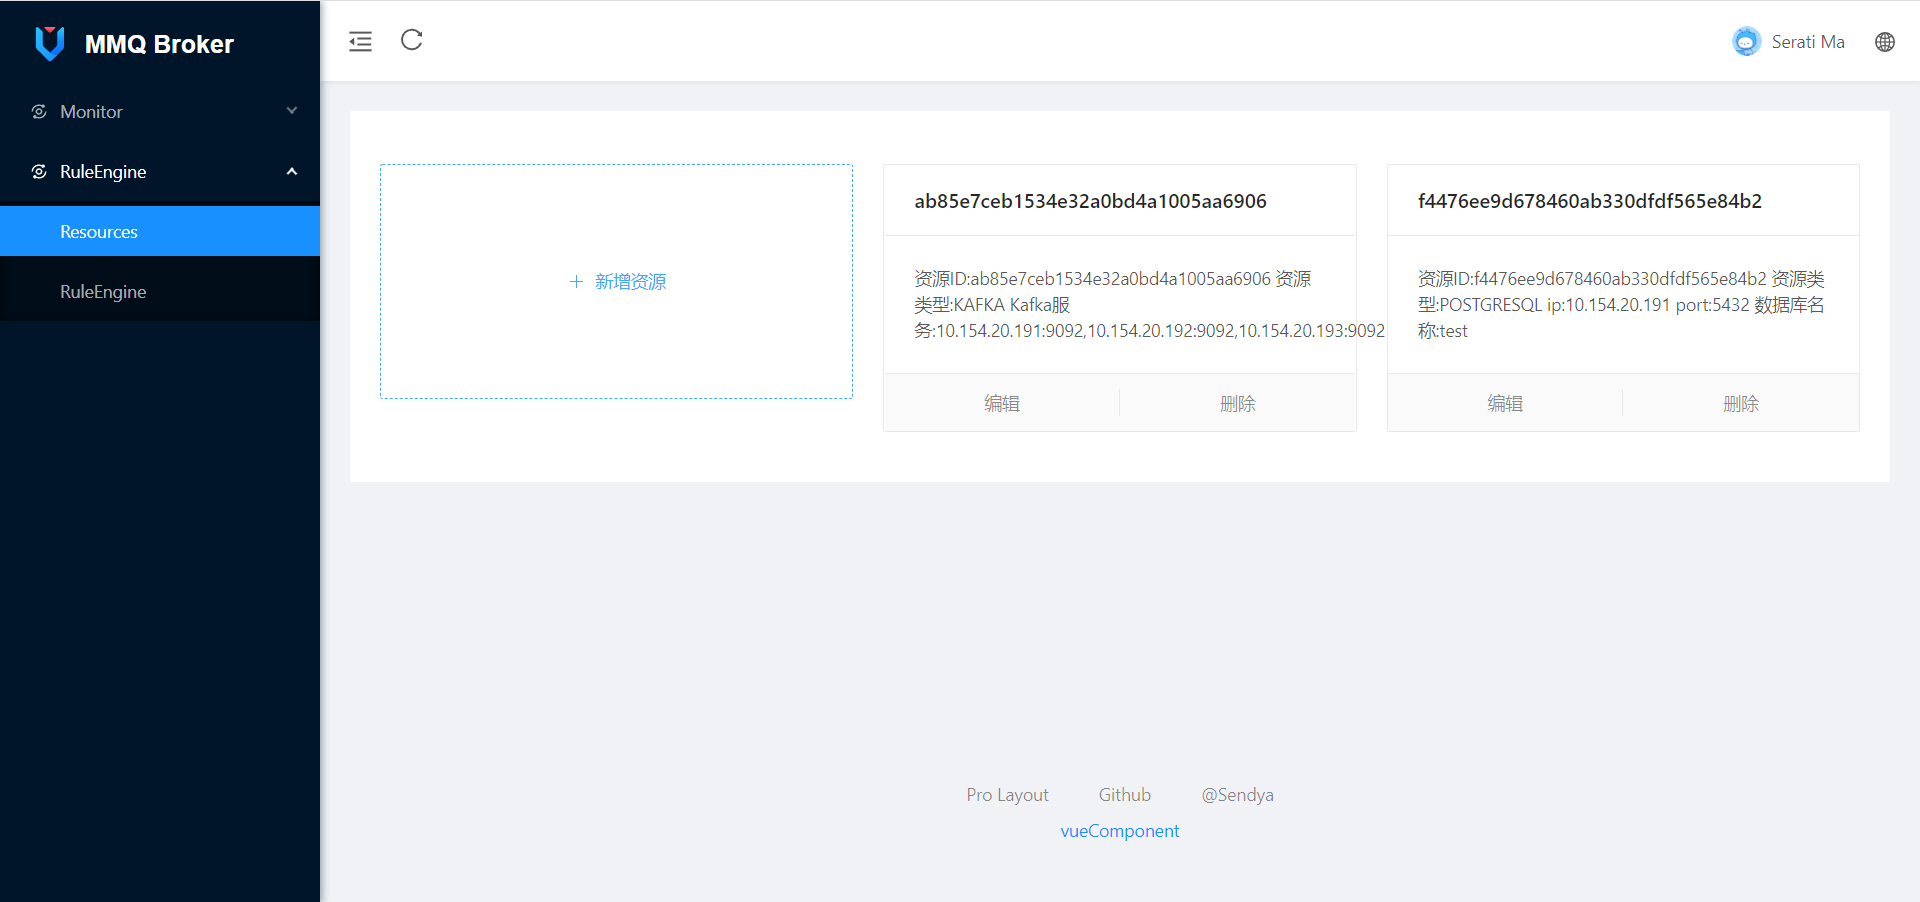 MMQ Broker
Serati Ma
Monitor
RuleEngine
Resources
RuleEngine
新增资源
ab85e7ceb1534e32a0bd4a1005aa6906
资源ID:ab85e7ceb1534e32a0bd4a1005aa6906 资源
类型:KAFKA Kafka服
务:10.154.20.191:9092,10.154.20.192:9092,10.154.20.193:9092
编辑
删除
f4476ee9d678460ab330dfdf565e84b2
资源ID:f4476ee9d678460ab330dfdf565e84b2 资源类
型:POSTGRESQL ip:10.154.20.191 port:5432 数据库名
称:test
编辑
删除
Pro Layout
Github
@Sendya
vueComponent